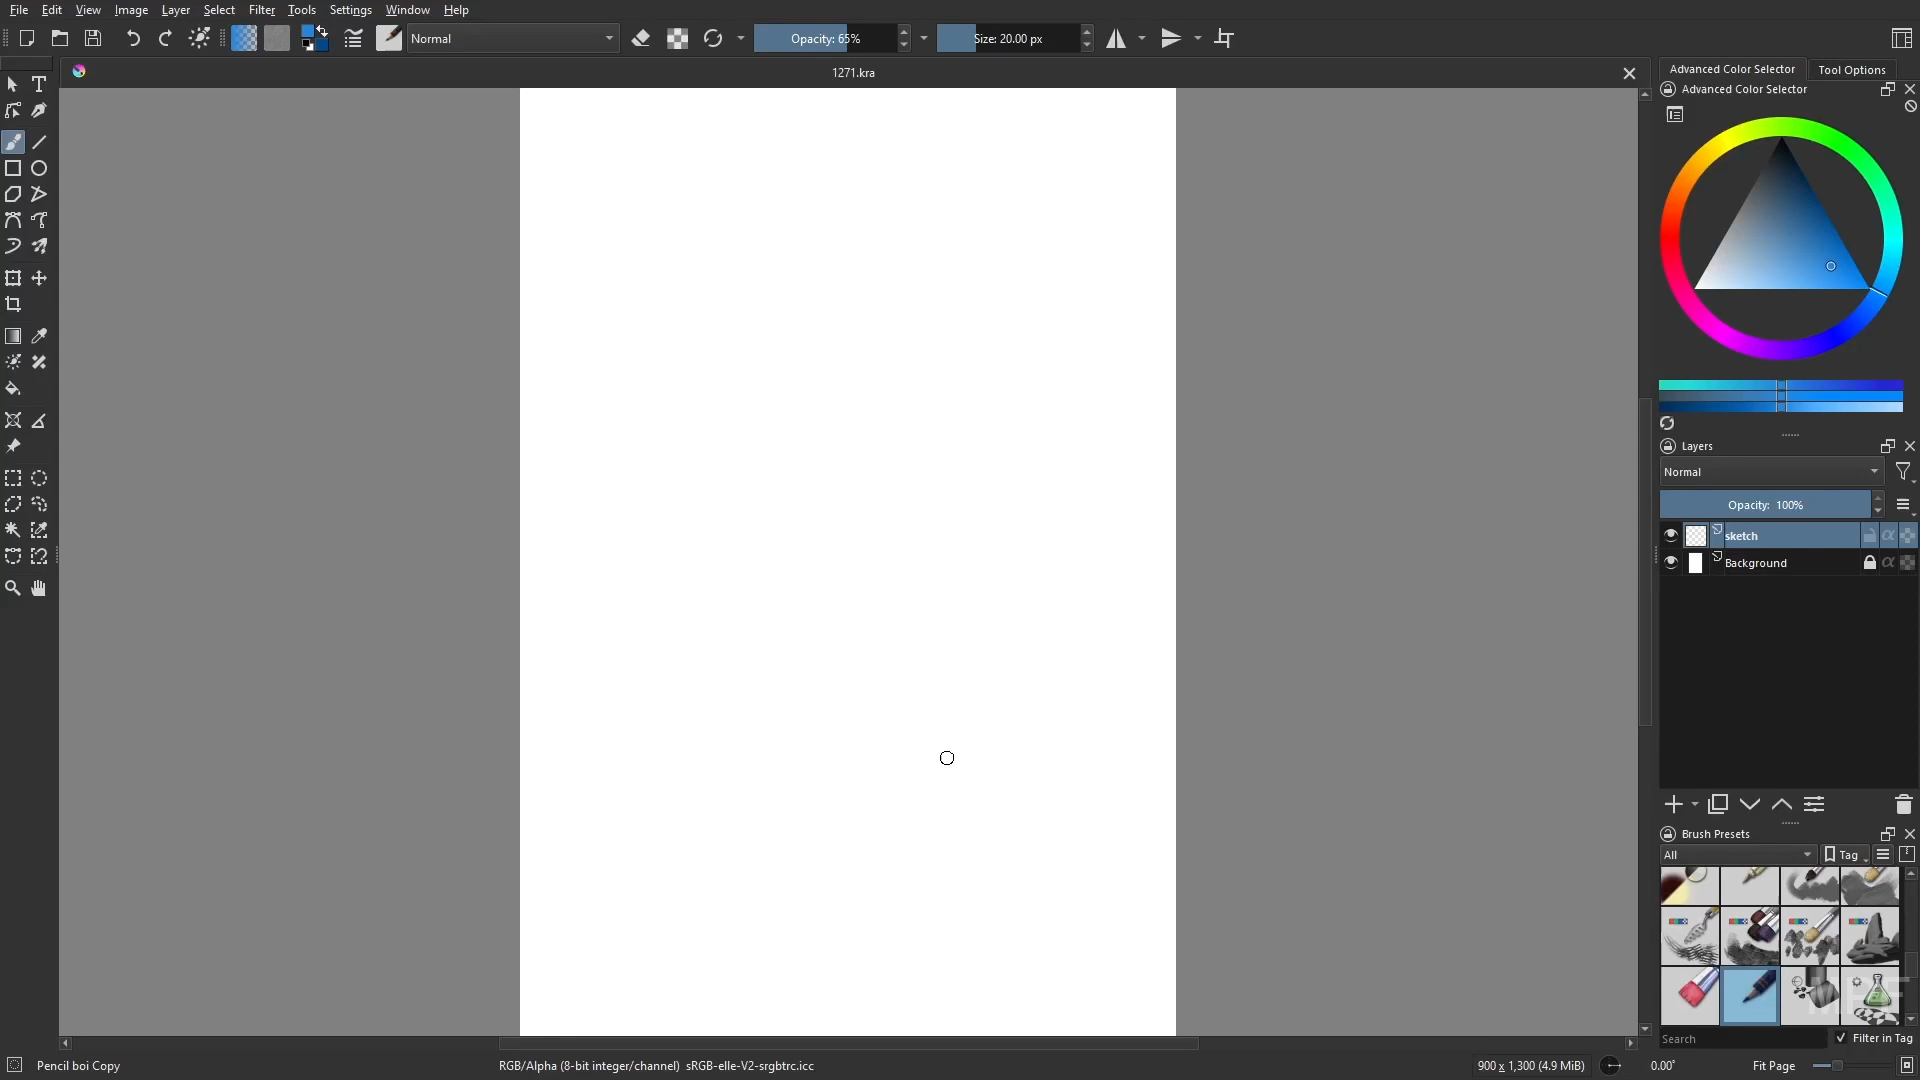 File Edit View Image Layer Select Filter Tools Settings Window Help
Normal Opacity: 65% Size: 20.00 px
1271.kra
Advanced Color Selector Tool Options
Advanced Color Selector
Layers
Normal
Opacity: 100%
sketch
Background
Brush Presets
All Tag
Search Filter in Tag
Pencil boi Copy RGB/Alpha (8-bit integer/channel) sRGB-elle-V2-srgbtrc.icc 900 x 1,300 (4.9 MiB) 0.00° Fit Page